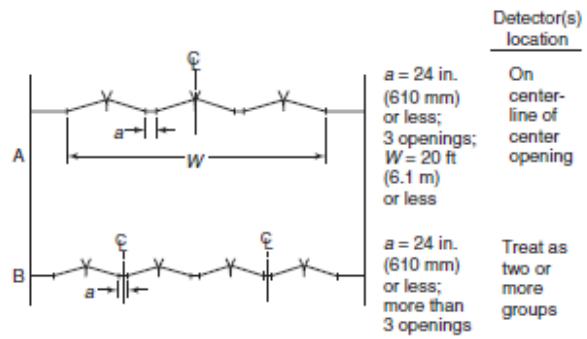 Detector(s)
location
℄
a = 24 in.
(610 mm)
or less;
3 openings;
W = 20 ft
(6.1 m)
or less
On
center-
line of
center
opening
a
A
W
℄
℄
a = 24 in.
(610 mm)
or less;
more than
3 openings
Treat as
two or
more
groups
B
a